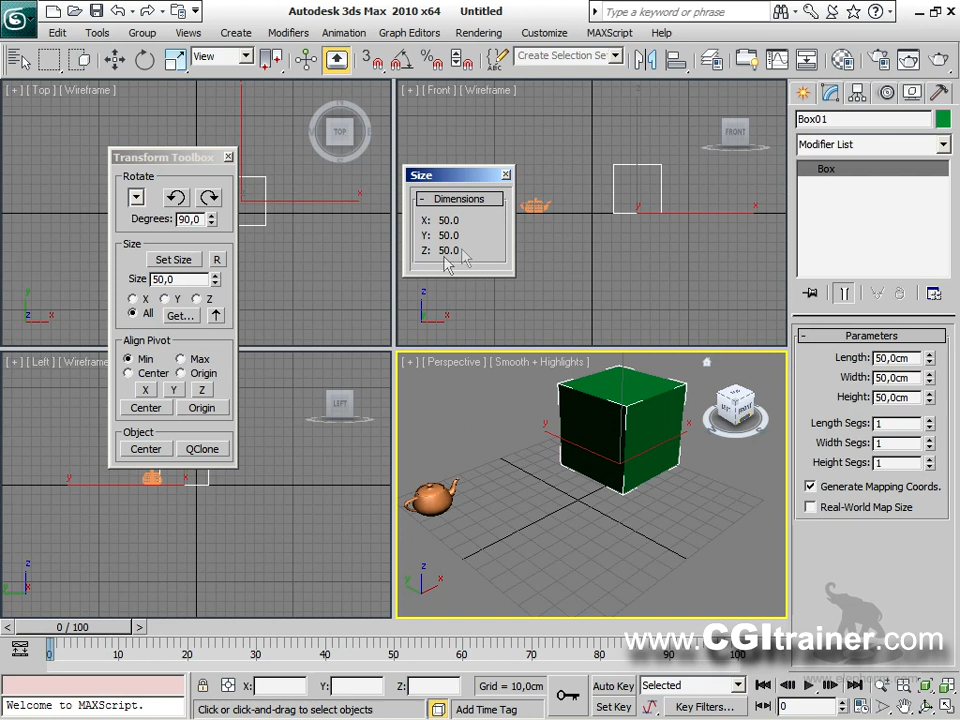 Autodesk 3ds Max 2010 x64 Untitled
Type a keyword or phrase
Edit Tools Group Views Create Modifiers Animation Graph Editors Rendering Customize MAXScript Help
View
3
Create Selection Se
[ + ] [ Top ] [ Wireframe ]
[ + ] [ Front ] [ Wireframe ]
TOP
FRONT
Box01
Modifier List
Box
Transform Toolbox
Rotate
Degrees: 90,0
Size
Set Size R
Size 50,0
X Y Z
All Get...
Align Pivot
Min Max
Center Origin
X Y Z
Center Origin
Object
Center QClone
Size
- Dimensions
X: 50.0
Y: 50.0
Z: 50.0
[ + ] [ Left ] [ Wireframe
[ + ] [ Perspective ] [ Smooth + Highlights ]
LEFT
- Parameters
Length: 50,0cm
Width: 50,0cm
Height: 50,0cm
Length Segs: 1
Width Segs: 1
Height Segs: 1
Generate Mapping Coords.
Real-World Map Size
< 0 / 100 >
www.CGItrainer.com
0 10 20 30 40 50 60 70 80 90 100
X: Y: Z: Grid = 10,0cm
Auto Key Selected
Set Key Key Filters...
0
Welcome to MAXScript.
Click or click-and-drag to select objects
Add Time Tag